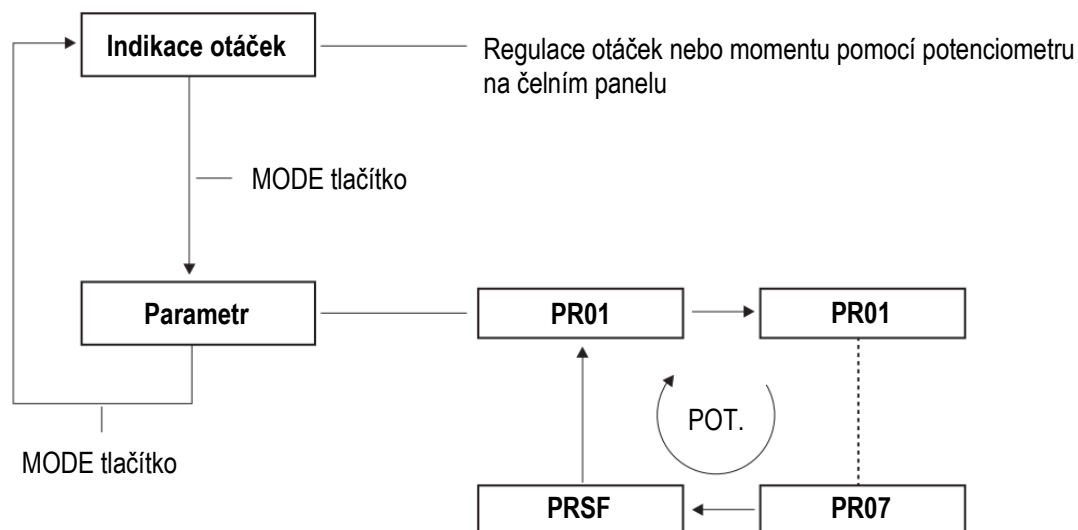 Indikace otáček
Regulace otáček nebo momentu pomocí potenciometru
na čelním panelu
MODE tlačítko
Parametr
PR01
PR01
POT.
MODE tlačítko
PRSF
PR07